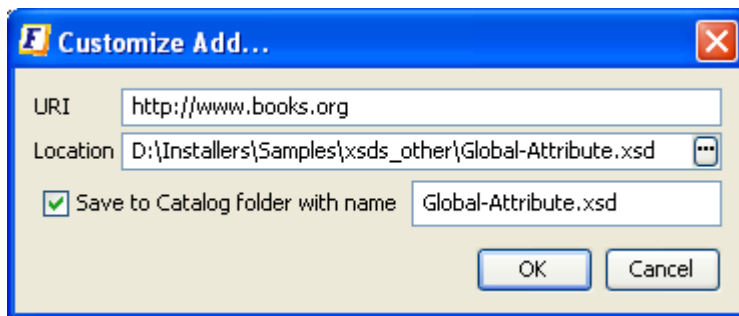 F Customize Add...
URI http://www.books.org
Location D:\Installers\Samples\xsds_other\Global-Attribute.xsd ...
Save to Catalog folder with name Global-Attribute.xsd
OK Cancel